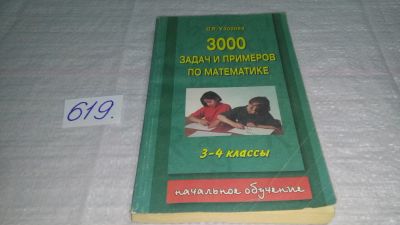 О.В. Узорова
3000
ЗАДАЧ И ПРИМЕРОВ
ПО МАТЕМАТИКЕ
3-4 классы
начальное обучение
619.